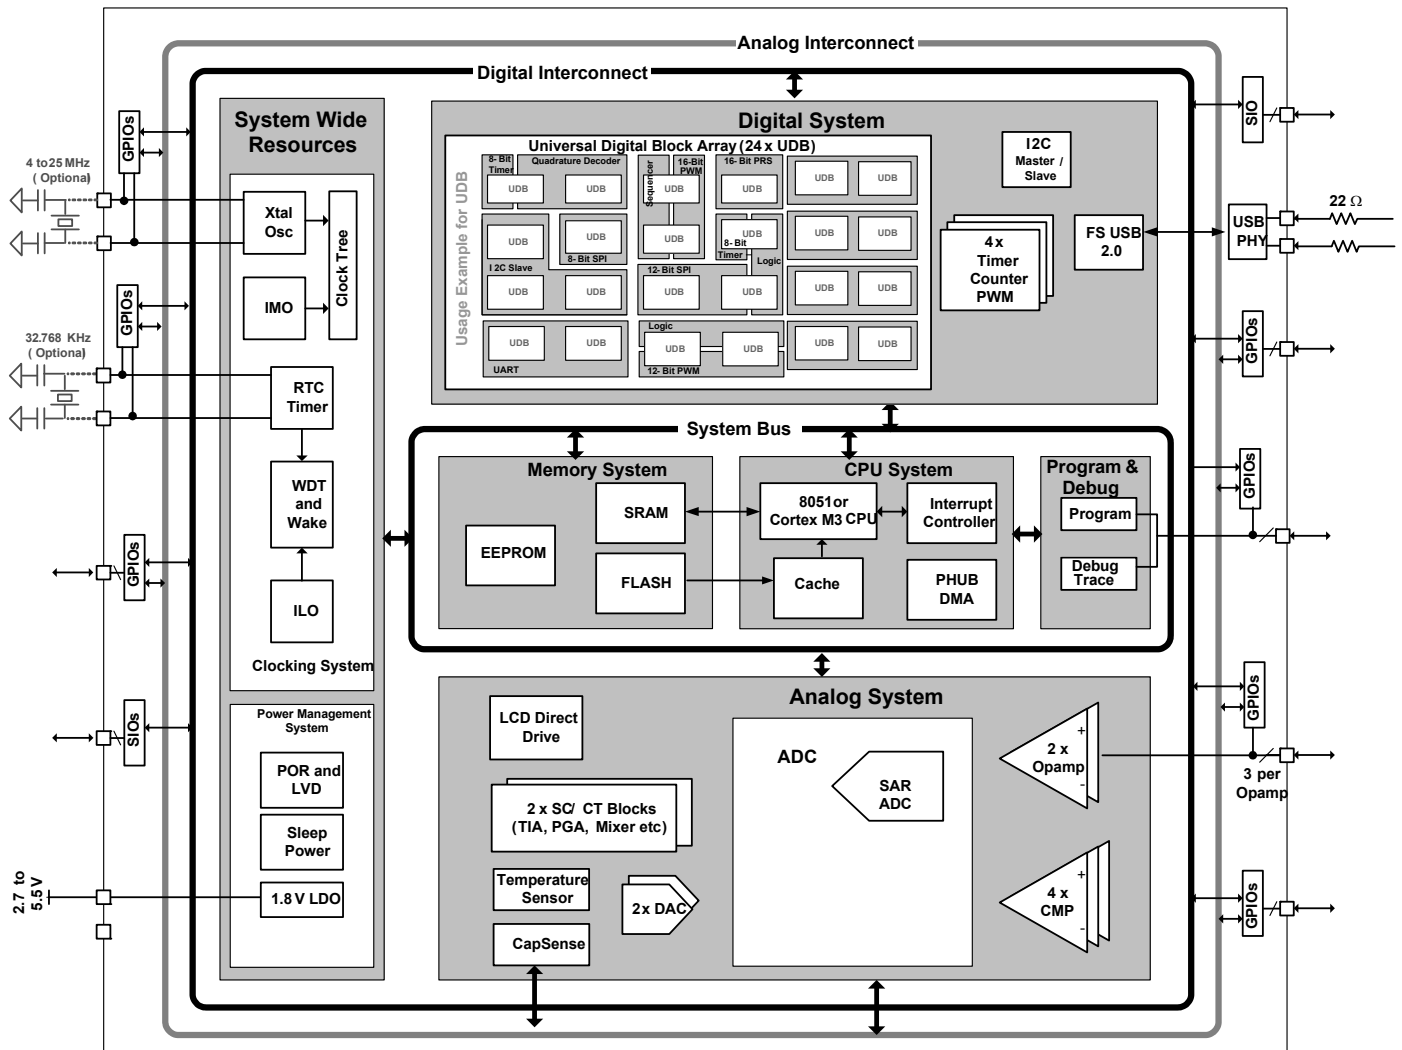 Analog Interconnect
Digital Interconnect
System Wide
Resources
Digital System
Universal Digital Block Array (24 x UDB)
Usage Example for UDB
8- Bit
Timer
Quadrature Decoder
Sequencer
16-Bit
PWM
16- Bit PRS
UDB
UDB
UDB
UDB
UDB
UDB
UDB
UDB
UDB
UDB
UDB
UDB
I 2C Slave
8- Bit SPI
12- Bit SPI
8- Bit
Timer
Logic
UDB
UDB
UDB
UDB
UDB
UDB
UDB
UDB
UDB
UDB
UDB
UDB
UART
Logic
12- Bit PWM
I2C
Master /
Slave
4 x
Timer
Counter
PWM
FS USB
2.0
USB
PHY
22 Ω
SIO
GPIOs
GPIOs
GPIOs
GPIOs
3 per
Opamp
GPIOs
GPIOs
GPIOs
SIOs
4 to 25 MHz
( Optional)
32.768 KHz
( Optional)
2.7 to
5.5 V
Xtal
Osc
Clock Tree
IMO
RTC
Timer
WDT
and
Wake
ILO
Clocking System
Power Management
System
POR and
LVD
Sleep
Power
1.8 V LDO
System Bus
Memory System
SRAM
EEPROM
FLASH
CPU System
8051 or
Cortex M3 CPU
Interrupt
Controller
Cache
PHUB
DMA
Program &
Debug
Program
Debug
Trace
Analog System
LCD Direct
Drive
2 x SC/ CT Blocks
(TIA, PGA, Mixer etc)
Temperature
Sensor
2 x DAC
CapSense
ADC
SAR
ADC
+
2 x
Opamp
-
+
4 x
CMP
-